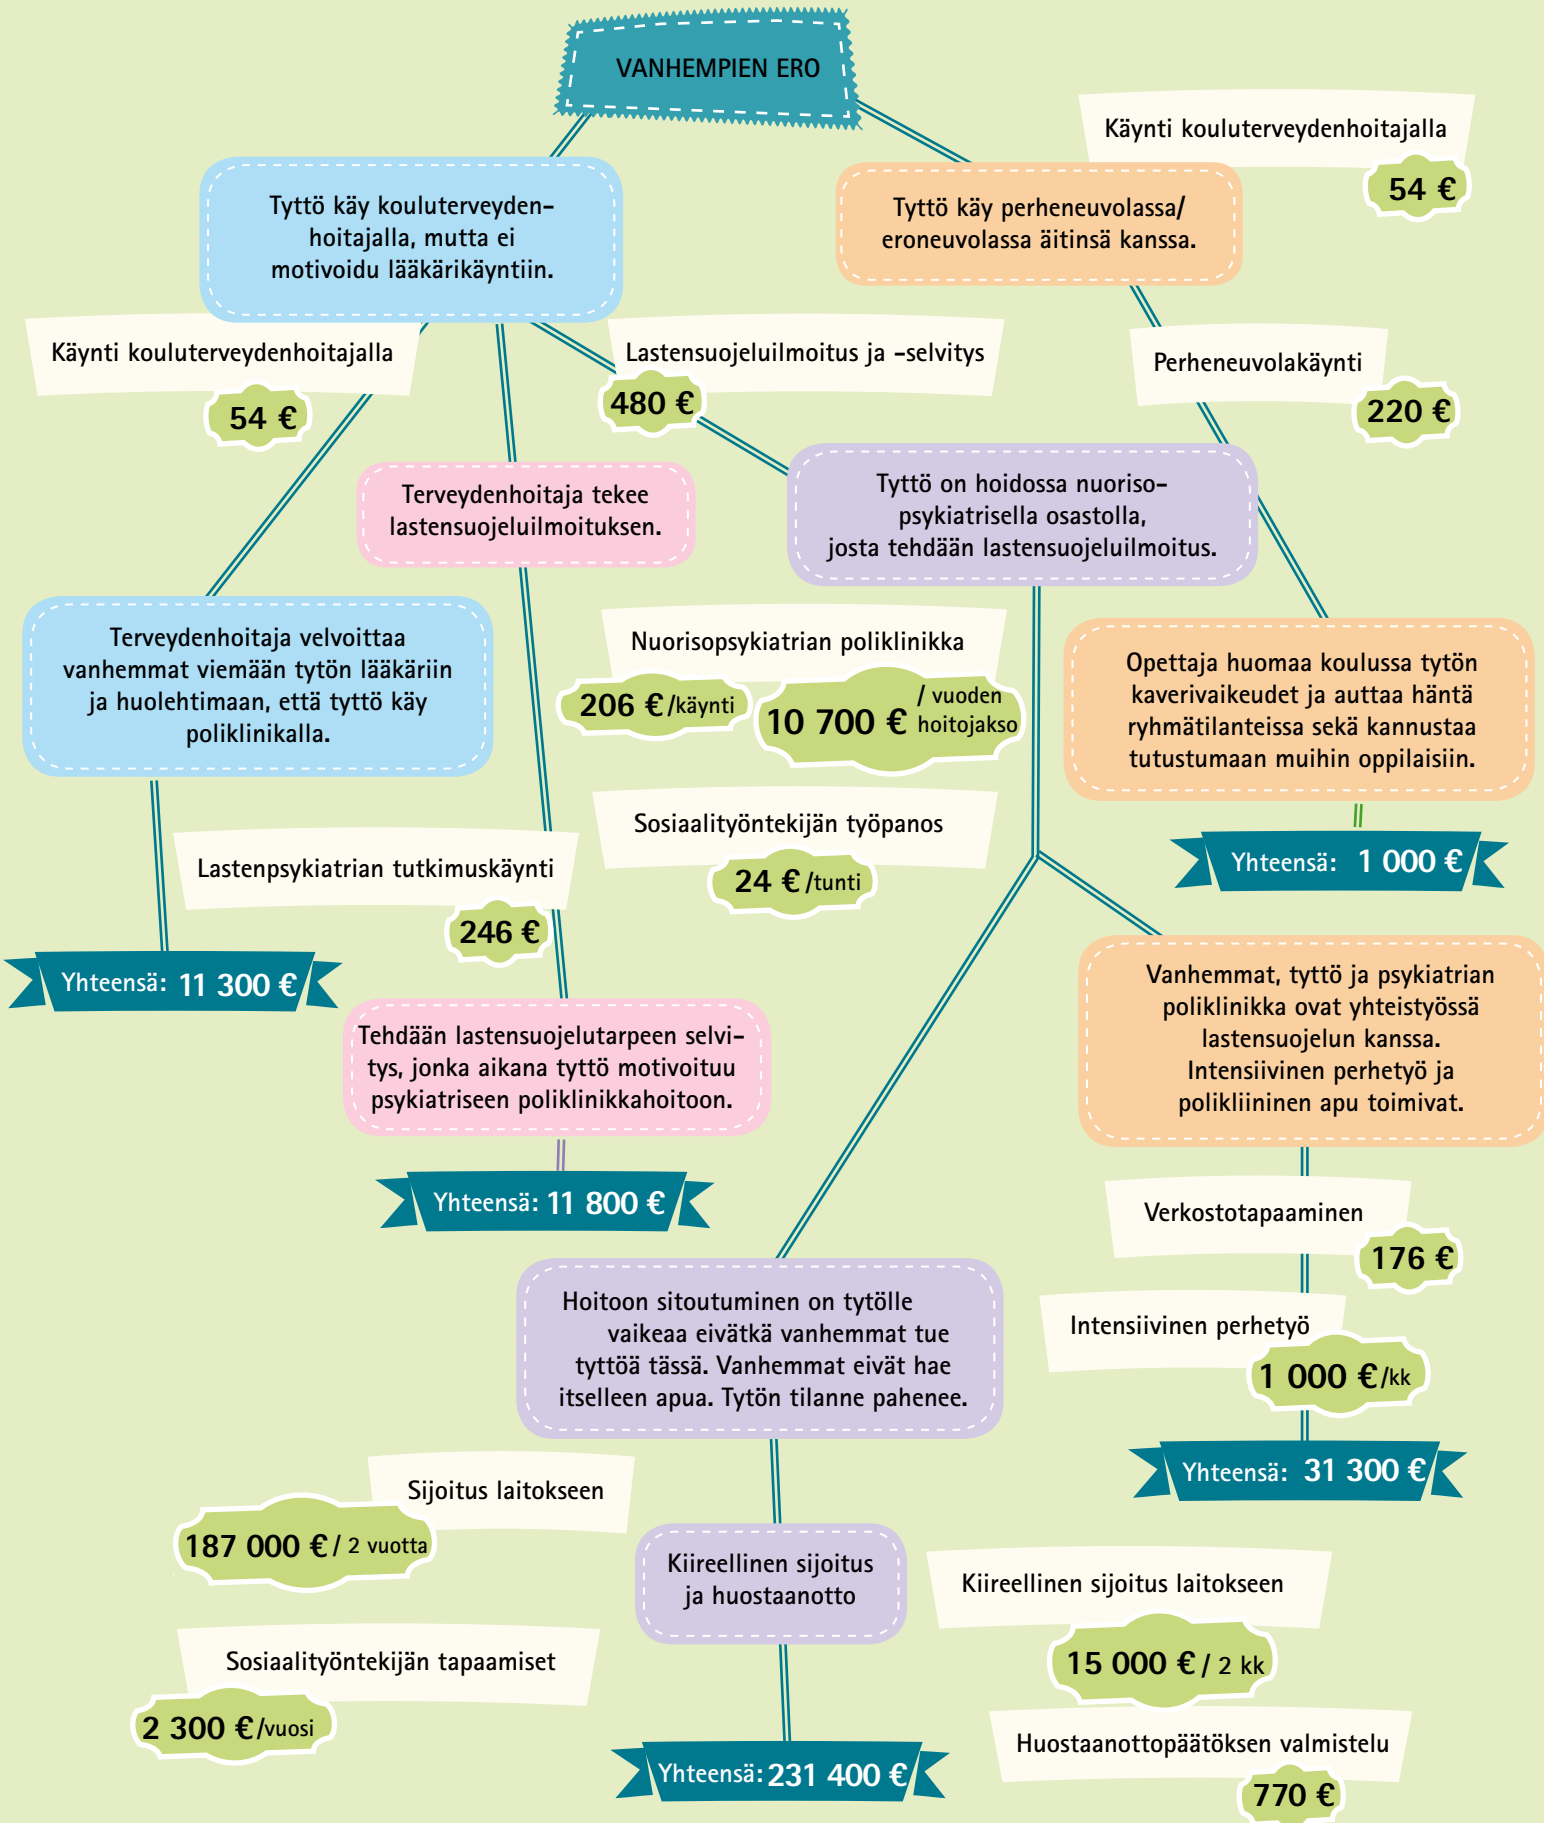 VANHEMPIEN ERO
Käynti kouluterveydenhoitajalla
54 €
Tyttö käy kouluterveyden-
hoitajalla, mutta ei
motivoidu lääkärikäyntiin.
Tyttö käy perheneuvolassa/
eroneuvolassa äitinsä kanssa.
Käynti kouluterveydenhoitajalla
54 €
Lastensuojeluilmoitus ja -selvitys
480 €
Perheneuvolakäynti
220 €
Terveydenhoitaja tekee
lastensuojeluilmoituksen.
Tyttö on hoidossa nuoriso-
psykiatrisella osastolla,
josta tehdään lastensuojeluilmoitus.
Terveydenhoitaja velvoittaa
vanhemmat viemään tytön lääkäriin
ja huolehtimaan, että tyttö käy
poliklinikalla.
Nuorisopsykiatrian poliklinikka
206 €/käynti
10 700 € / vuoden
hoitojakso
Opettaja huomaa koulussa tytön
kaverivaikeudet ja auttaa häntä
ryhmätilanteissa sekä kannustaa
tutustumaan muihin oppilaisiin.
Sosiaalityöntekijän työpanos
24 €/tunti
Yhteensä: 1 000 €
Lastenpsykiatrian tutkimuskäynti
246 €
Yhteensä: 11 300 €
Vanhemmat, tyttö ja psykiatrian
poliklinikka ovat yhteistyössä
lastensuojelun kanssa.
Intensiivinen perhetyö ja
polikliininen apu toimivat.
Tehdään lastensuojelutarpeen selvi-
tys, jonka aikana tyttö motivoituu
psykiatriseen poliklinikkahoitoon.
Yhteensä: 11 800 €
Verkostotapaaminen
176 €
Hoitoon sitoutuminen on tytölle
vaikeaa eivätkä vanhemmat tue
tyttöä tässä. Vanhemmat eivät hae
itselleen apua. Tytön tilanne pahenee.
Intensiivinen perhetyö
1 000 €/kk
Yhteensä: 31 300 €
Sijoitus laitokseen
187 000 €/ 2 vuotta
Kiireellinen sijoitus
ja huostaanotto
Kiireellinen sijoitus laitokseen
15 000 €/ 2 kk
Sosiaalityöntekijän tapaamiset
2 300 €/vuosi
Huostaanottopäätöksen valmistelu
770 €
Yhteensä: 231 400 €